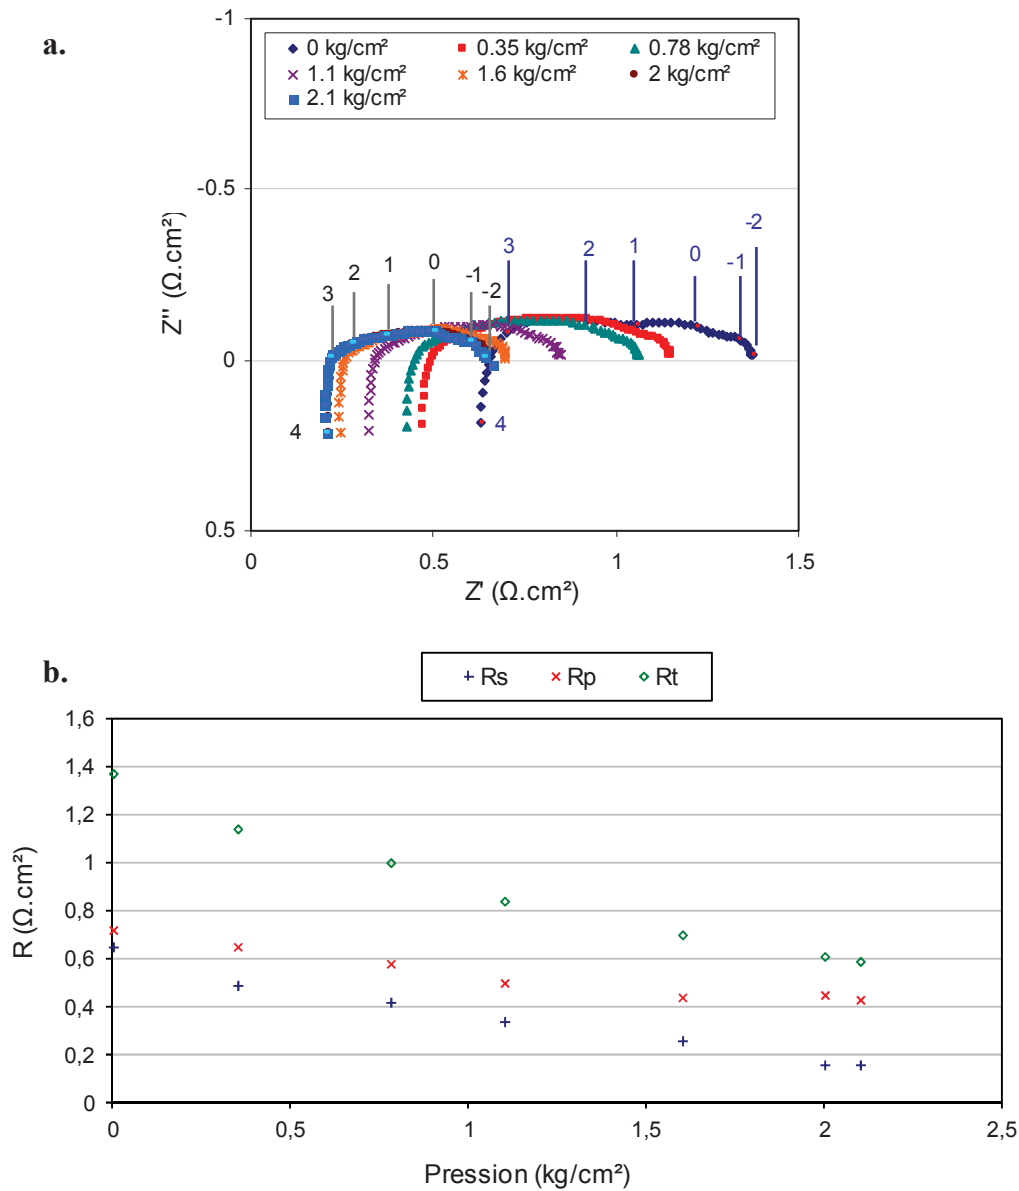 a.
-1
0 kg/cm² 0.35 kg/cm² 0.78 kg/cm²
1.1 kg/cm² 1.6 kg/cm² 2 kg/cm²
2.1 kg/cm²
-0.5
Z'' (Ω.cm²)
3 2 1 0 -1 -2 3 2 1 0 -1 -2
0
4 4
0.5
0 0.5 1 1.5
Z' (Ω.cm²)
b.
Rs Rp Rt
1,6
1,4
1,2
1
0,8
0,6
0,4
0,2
0
R (Ω.cm²)
0 0,5 1 1,5 2 2,5
Pression (kg/cm²)